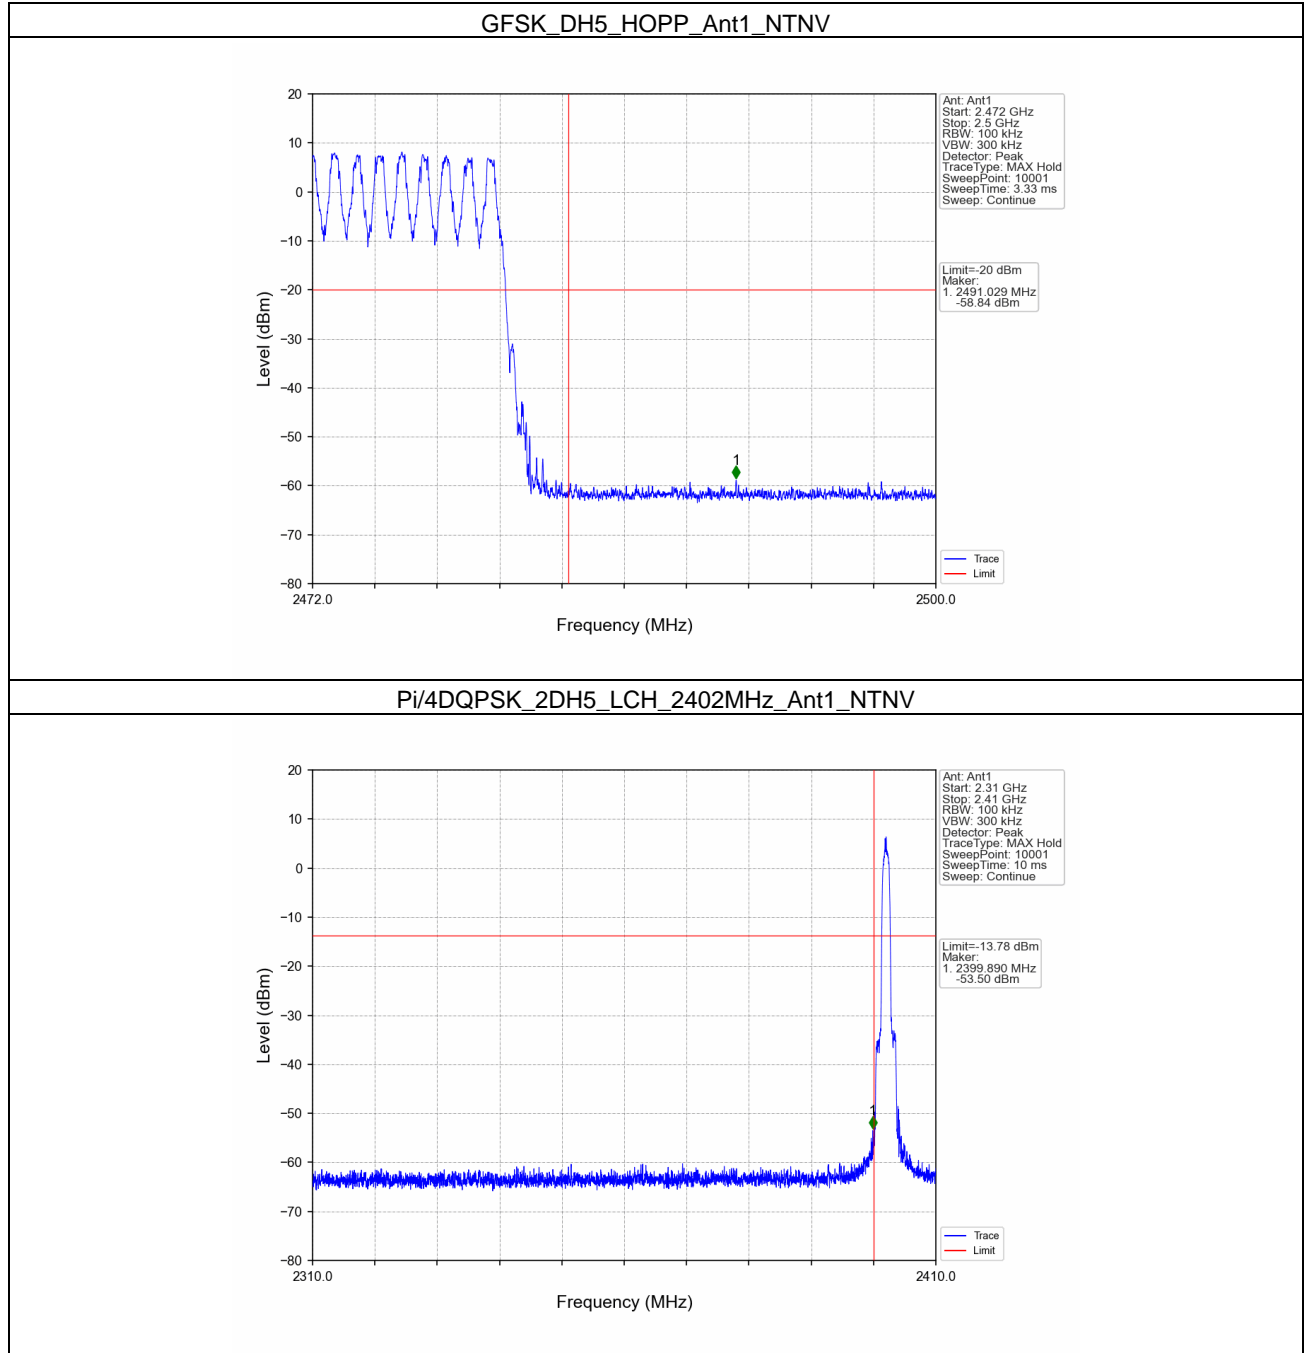 GFSK_DH5_HOPP_Ant1_NTNV
20
10
0
−10
−20
−30
−40
−50
−60
−70
−80
Level (dBm)
2472.0
2500.0
Frequency (MHz)
1
Ant: Ant1
Start: 2.472 GHz
Stop: 2.5 GHz
RBW: 100 kHz
VBW: 300 kHz
Detector: Peak
TraceType: MAX Hold
SweepPoint: 10001
SweepTime: 3.33 ms
Sweep: Continue
Limit=-20 dBm
Maker:
1. 2491.029 MHz
-58.84 dBm
Trace
Limit
Pi/4DQPSK_2DH5_LCH_2402MHz_Ant1_NTNV
20
10
0
−10
−20
−30
−40
−50
−60
−70
−80
Level (dBm)
2310.0
2410.0
Frequency (MHz)
1
Ant: Ant1
Start: 2.31 GHz
Stop: 2.41 GHz
RBW: 100 kHz
VBW: 300 kHz
Detector: Peak
TraceType: MAX Hold
SweepPoint: 10001
SweepTime: 10 ms
Sweep: Continue
Limit=-13.78 dBm
Maker:
1. 2399.890 MHz
-53.50 dBm
Trace
Limit